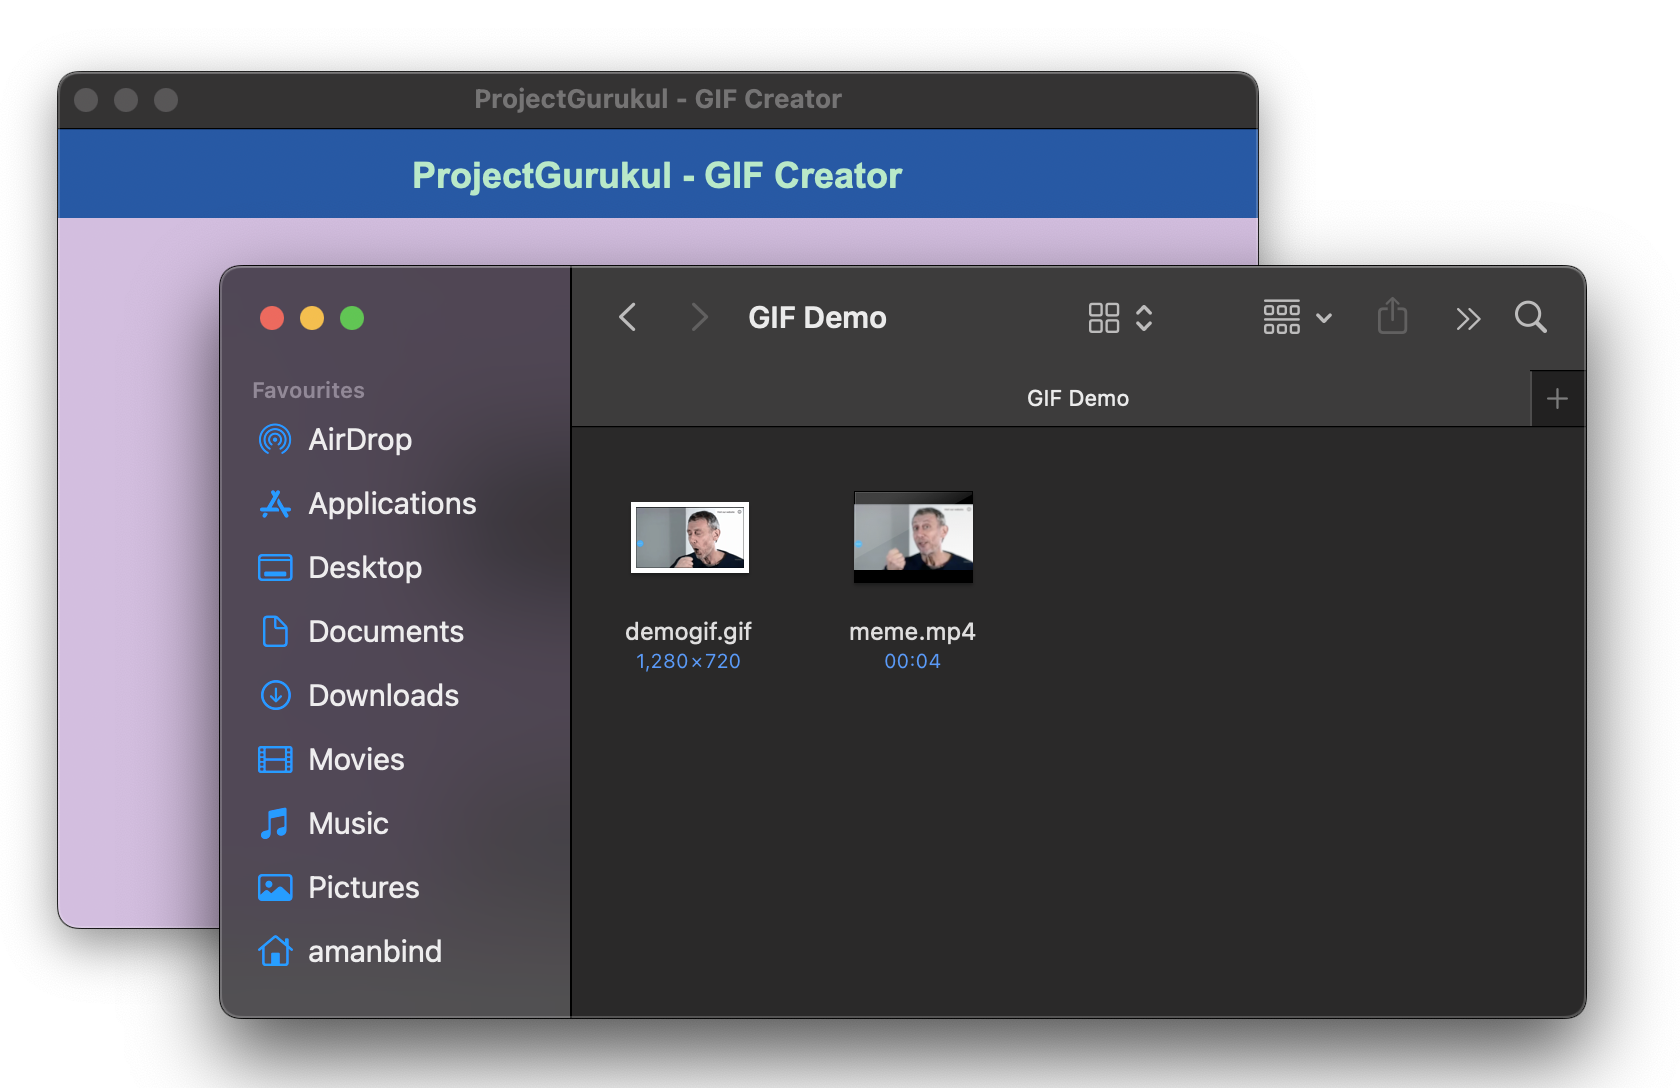 ProjectGurukul - GIF Creator
ProjectGurukul - GIF Creator
GIF Demo
GIF Demo
Favourites
AirDrop
Applications
Desktop
Documents
Downloads
Movies
Music
Pictures
amanbind
demogif.gif
1,280×720
meme.mp4
00:04